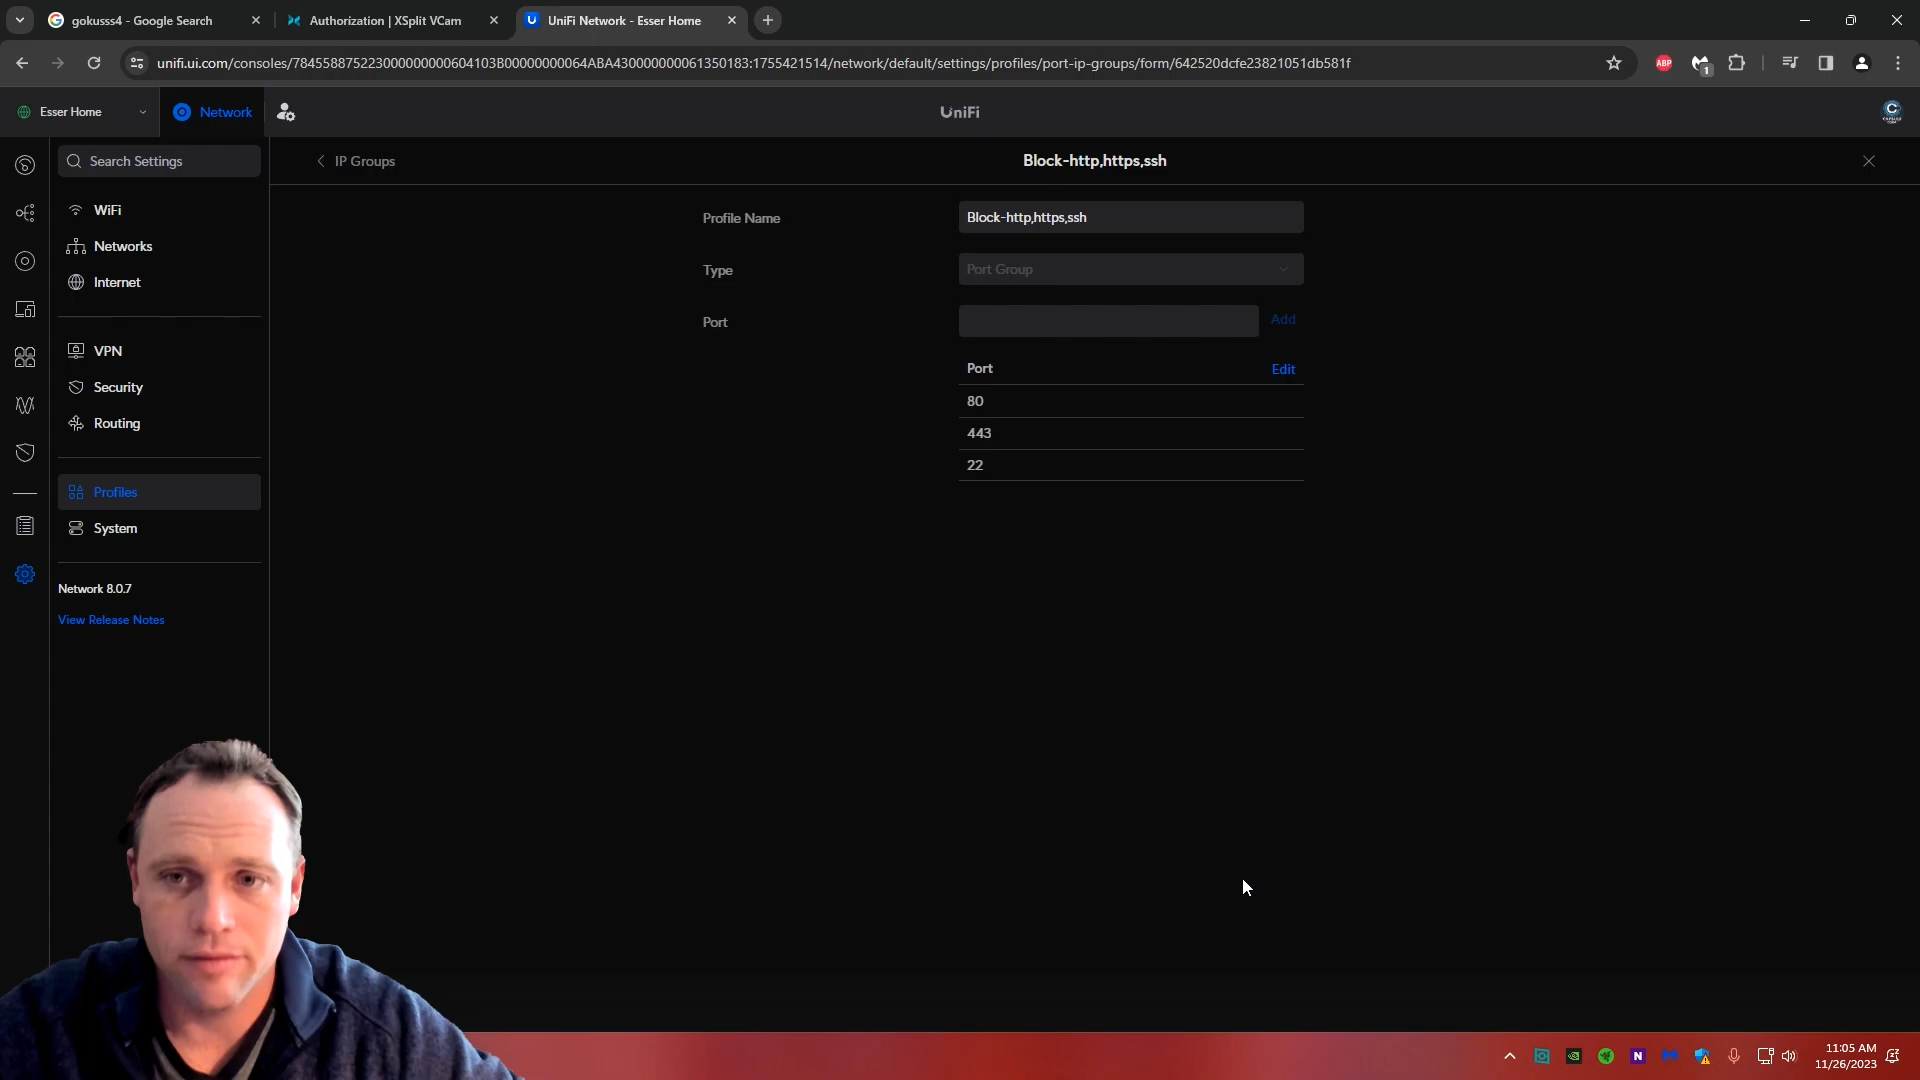 gokusss4 - Google Search
Authorization | XSplit VCam
UniFi Network - Esser Home
unifi.ui.com/consoles/784558875223000000000604103B00000000064ABA430000000061350183:1755421514/network/default/settings/profiles/port-ip-groups/form/642520dcfe23821051db581f
ABP
1
Esser Home
Network
UniFi
Search Settings
IP Groups
Block-http,https,ssh
WiFi
Networks
Internet
VPN
Security
Routing
Profiles
System
Network 8.0.7
View Release Notes
Profile Name
Block-http,https,ssh
Type
Port Group
Port
Add
Port
Edit
80
443
22
N
11:05 AM
11/26/2023